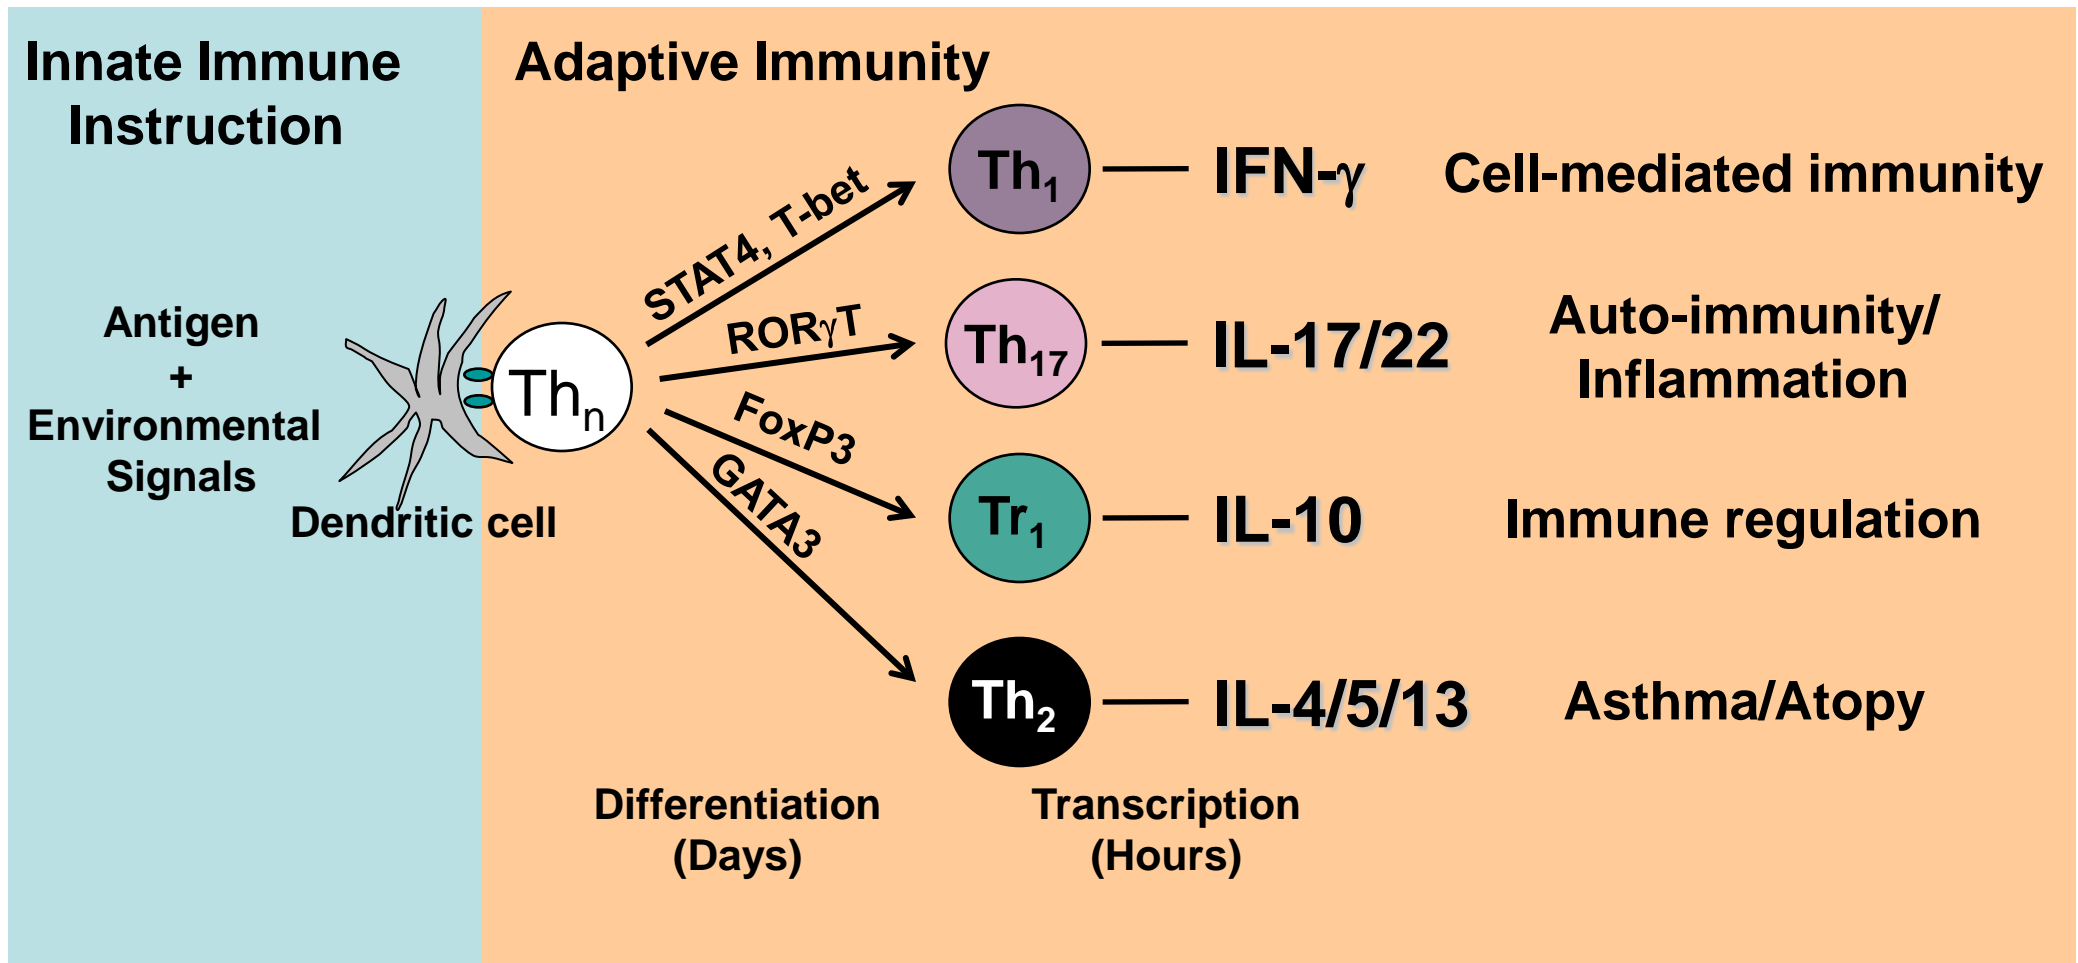 Innate Immune
Instruction
Adaptive Immunity
Antigen
+
Environmental
Signals
Dendritic cell
Thn
STAT4, T-bet
Th1
IFN-γ
Cell-mediated immunity
RORγT
Th17
IL-17/22
Auto-immunity/
Inflammation
FoxP3
Tr1
IL-10
Immune regulation
GATA3
Th2
IL-4/5/13
Asthma/Atopy
Differentiation
(Days)
Transcription
(Hours)